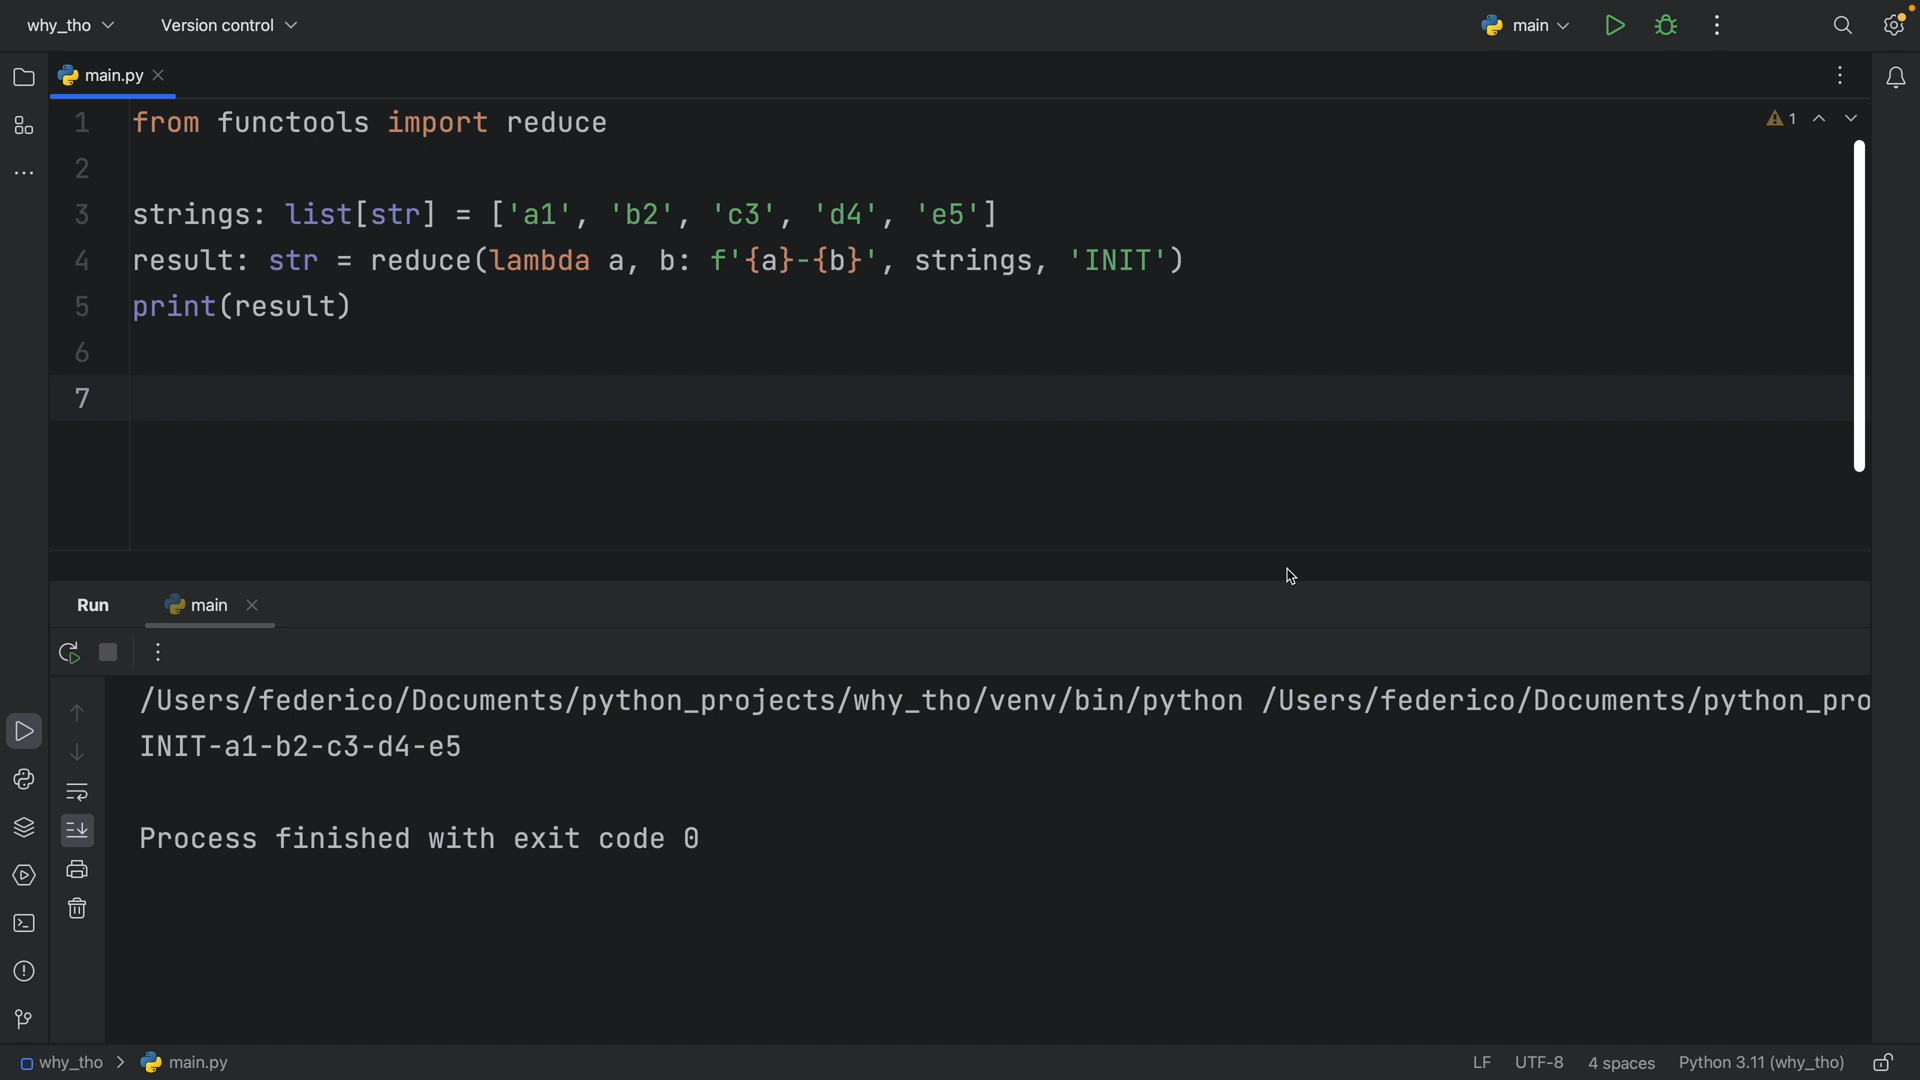 why_tho
Version control
main
main.py
1 from functools import reduce
2
3 strings: list[str] = ['a1', 'b2', 'c3', 'd4', 'e5']
4 result: str = reduce(lambda a, b: f'{a}-{b}', strings, 'INIT')
5 print(result)
6
7
1
Run
main
/Users/federico/Documents/python_projects/why_tho/venv/bin/python /Users/federico/Documents/python_pro
INIT-a1-b2-c3-d4-e5
Process finished with exit code 0
why_tho > main.py
LF UTF-8 4 spaces Python 3.11 (why_tho)